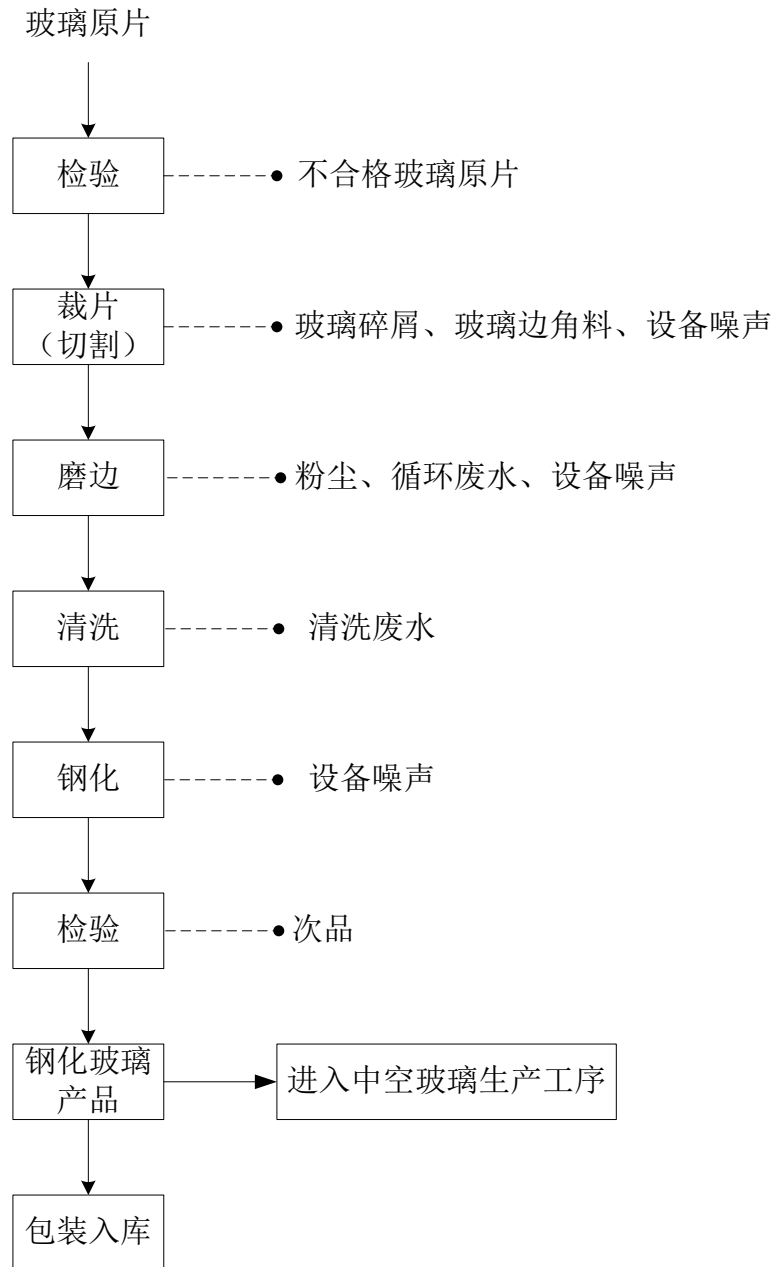 玻璃原片
检验
不合格玻璃原片
裁片
（切割）
玻璃碎屑、玻璃边角料、设备噪声
磨边
粉尘、循环废水、设备噪声
清洗
清洗废水
钢化
设备噪声
检验
次品
钢化玻璃
产品
进入中空玻璃生产工序
包装入库